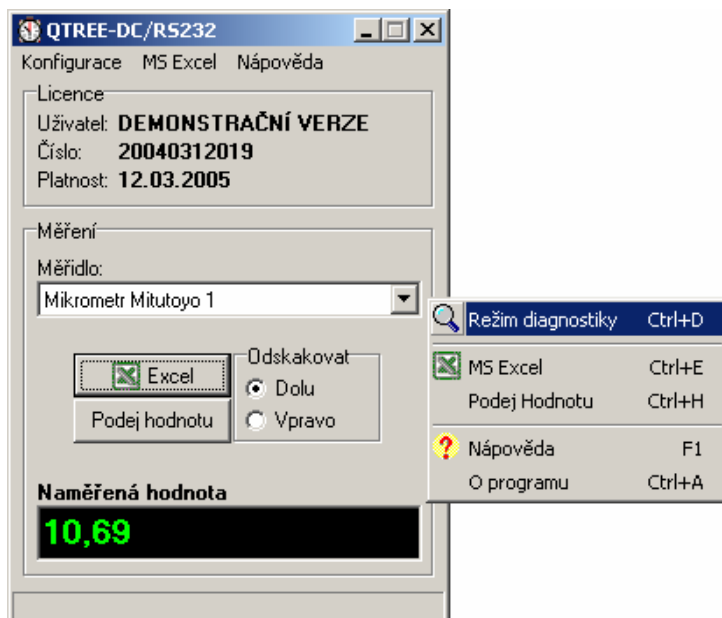 QTREE-DC/RS232
Konfigurace MS Excel Nápověda
Licence
Uživatel: DEMONSTRAČNÍ VERZE
Číslo: 20040312019
Platnost: 12.03.2005
Měření
Měřidlo:
Mikrometr Mitutoyo 1
Excel
Podej hodnotu
Odskakovat
Dolu
Vpravo
Naměřená hodnota
10,69
Režim diagnostiky Ctrl+D
MS Excel Ctrl+E
Podej Hodnotu Ctrl+H
Nápověda F1
O programu Ctrl+A